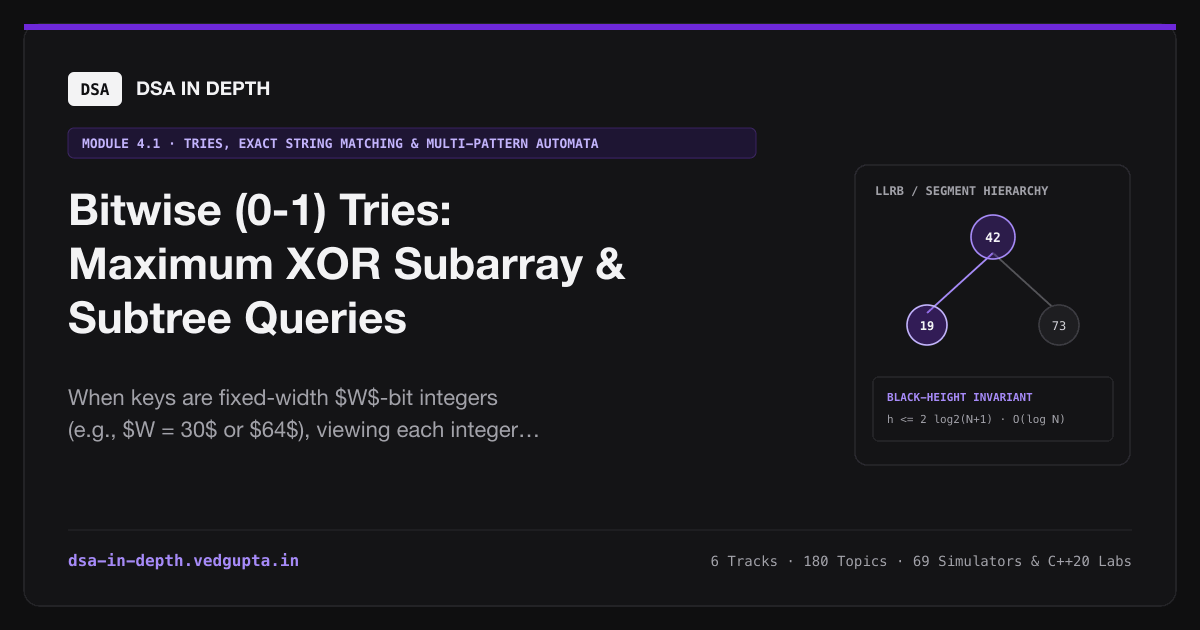 DSA
DSA IN DEPTH
MODULE 4.1 · TRIES, EXACT STRING MATCHING & MULTI-PATTERN AUTOMATA
Bitwise (0-1) Tries:
Maximum XOR Subarray &
Subtree Queries
When keys are fixed-width $W$-bit integers
(e.g., $W = 30$ or $64$), viewing each integer…
LLRB / SEGMENT HIERARCHY
42
19
73
BLACK-HEIGHT INVARIANT
h <= 2 log2(N+1) · O(log N)
dsa-in-depth.vedgupta.in
6 Tracks · 180 Topics · 69 Simulators & C++20 Labs